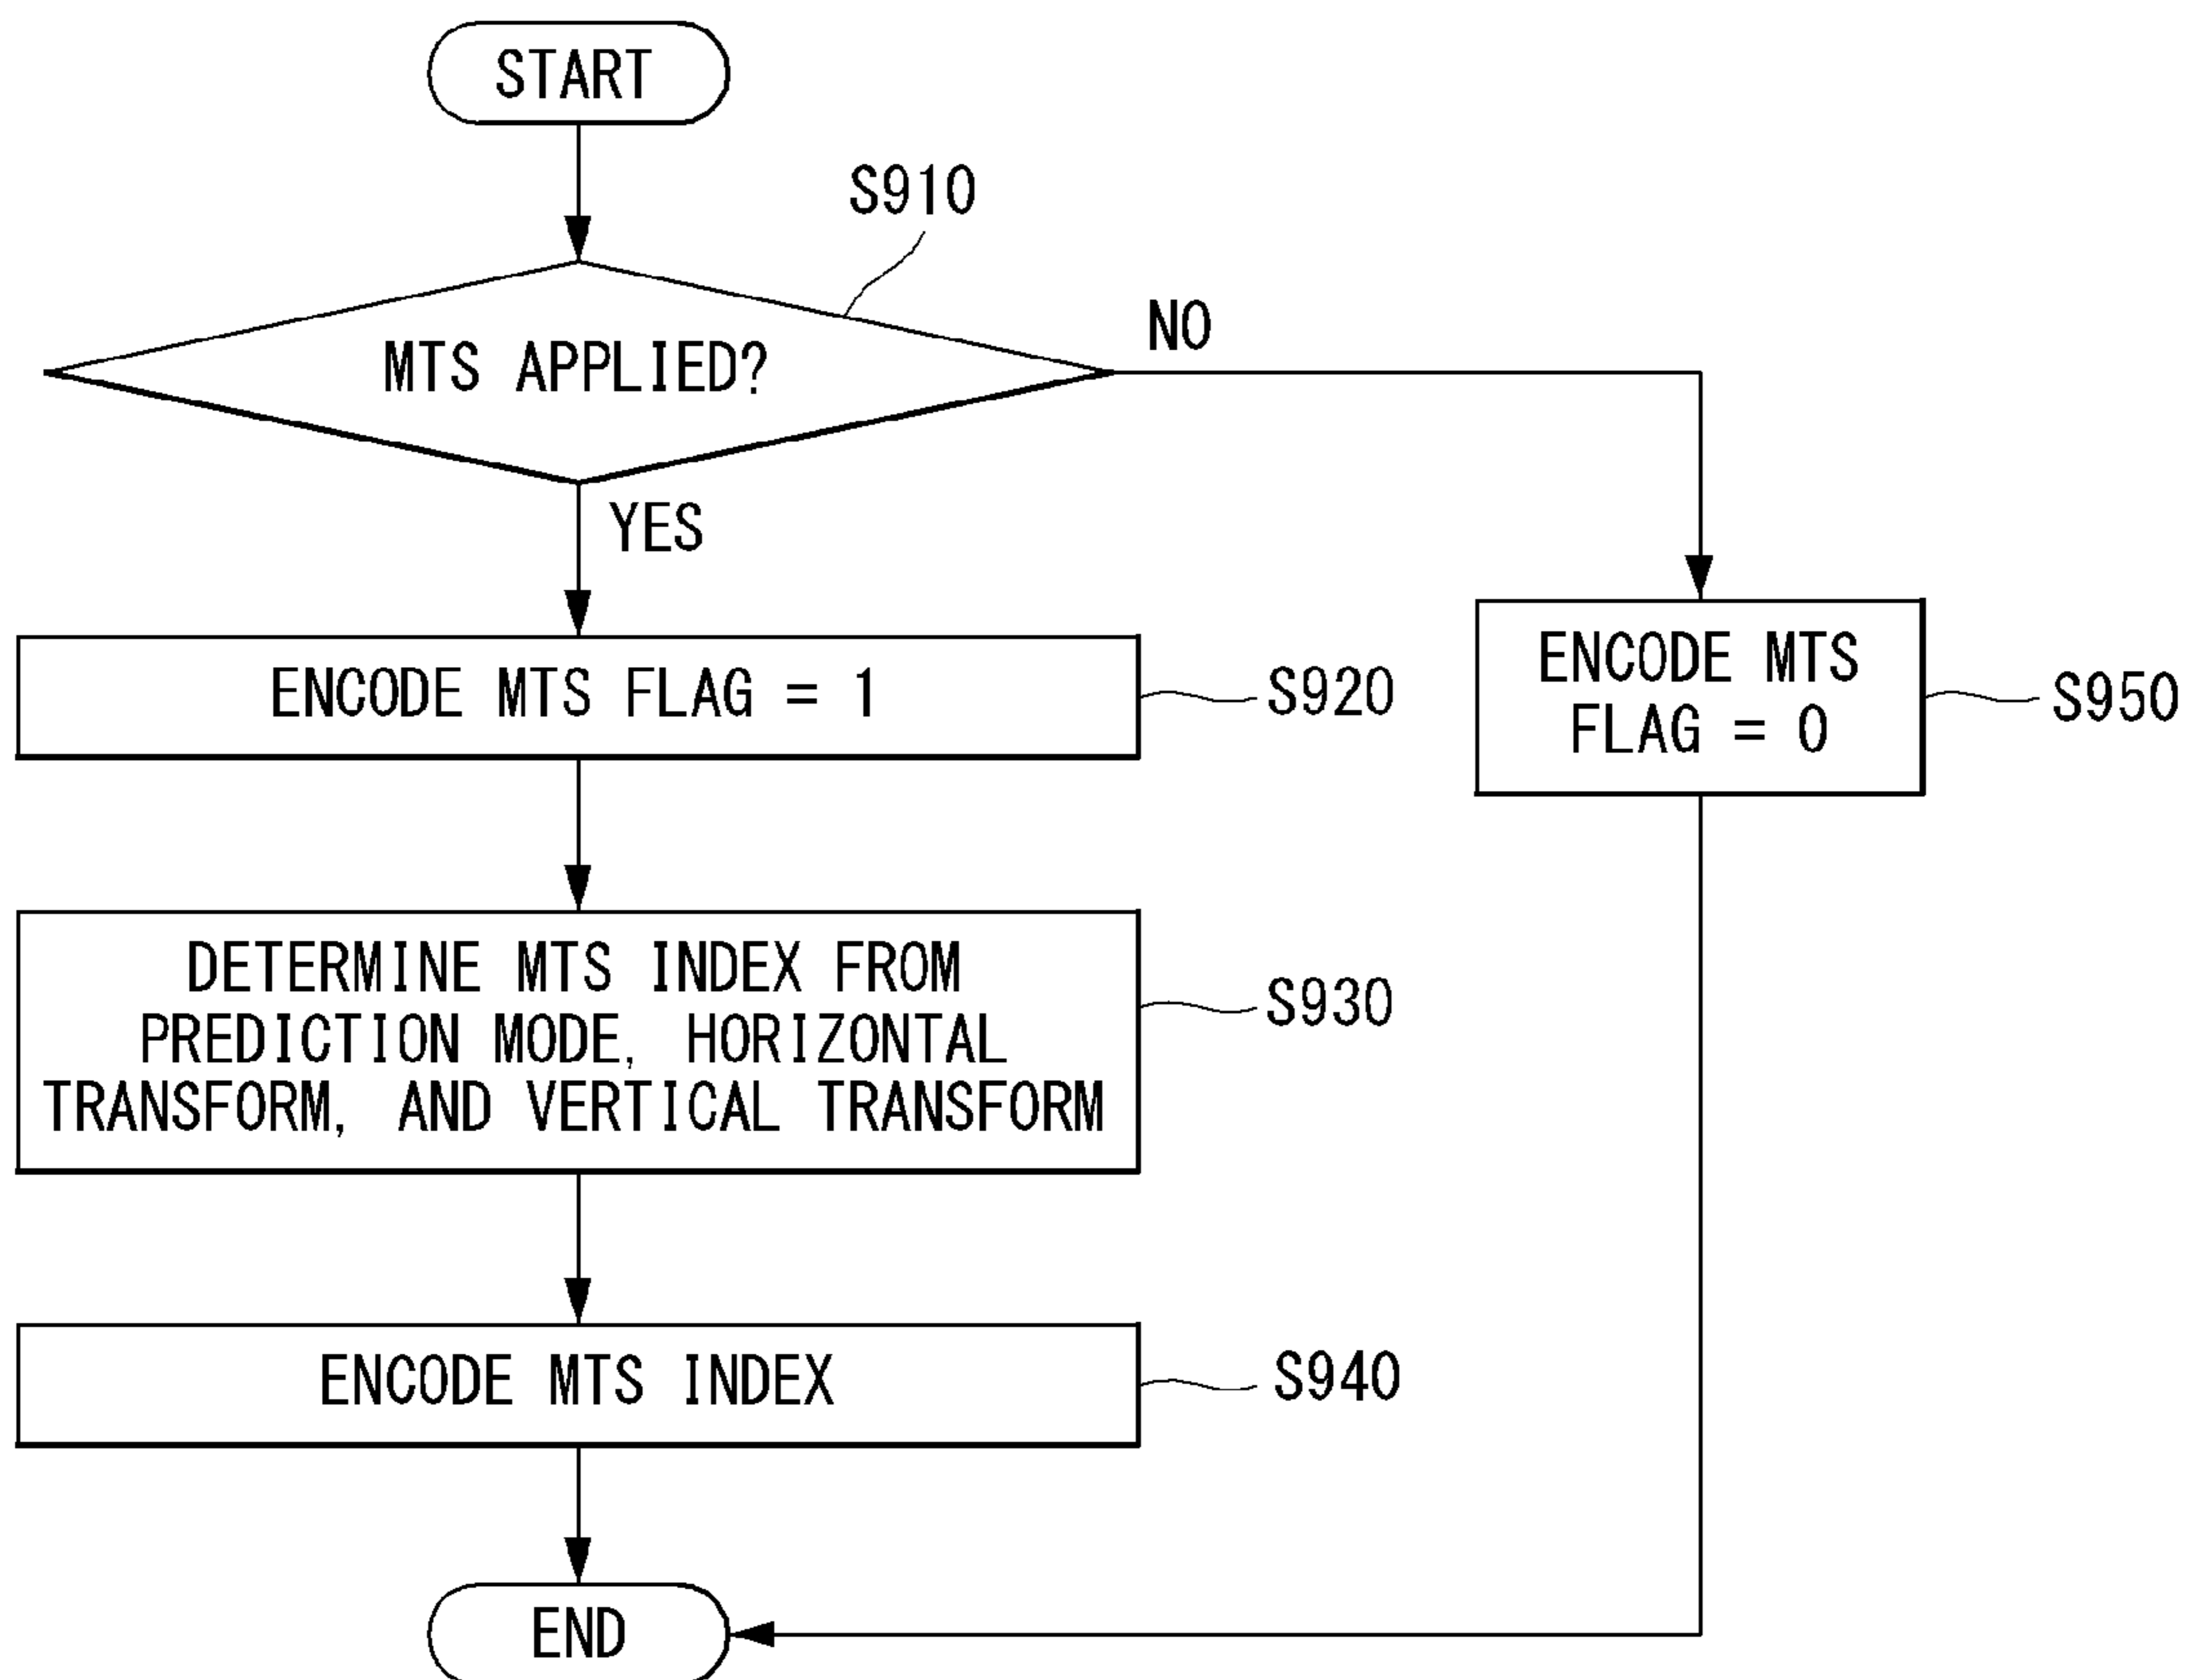 START
S910
MTS APPLIED?
NO
YES
ENCODE MTS FLAG = 1
S920
ENCODE MTS
FLAG = 0
S950
DETERMINE MTS INDEX FROM
PREDICTION MODE, HORIZONTAL
TRANSFORM, AND VERTICAL TRANSFORM
S930
ENCODE MTS INDEX
S940
END